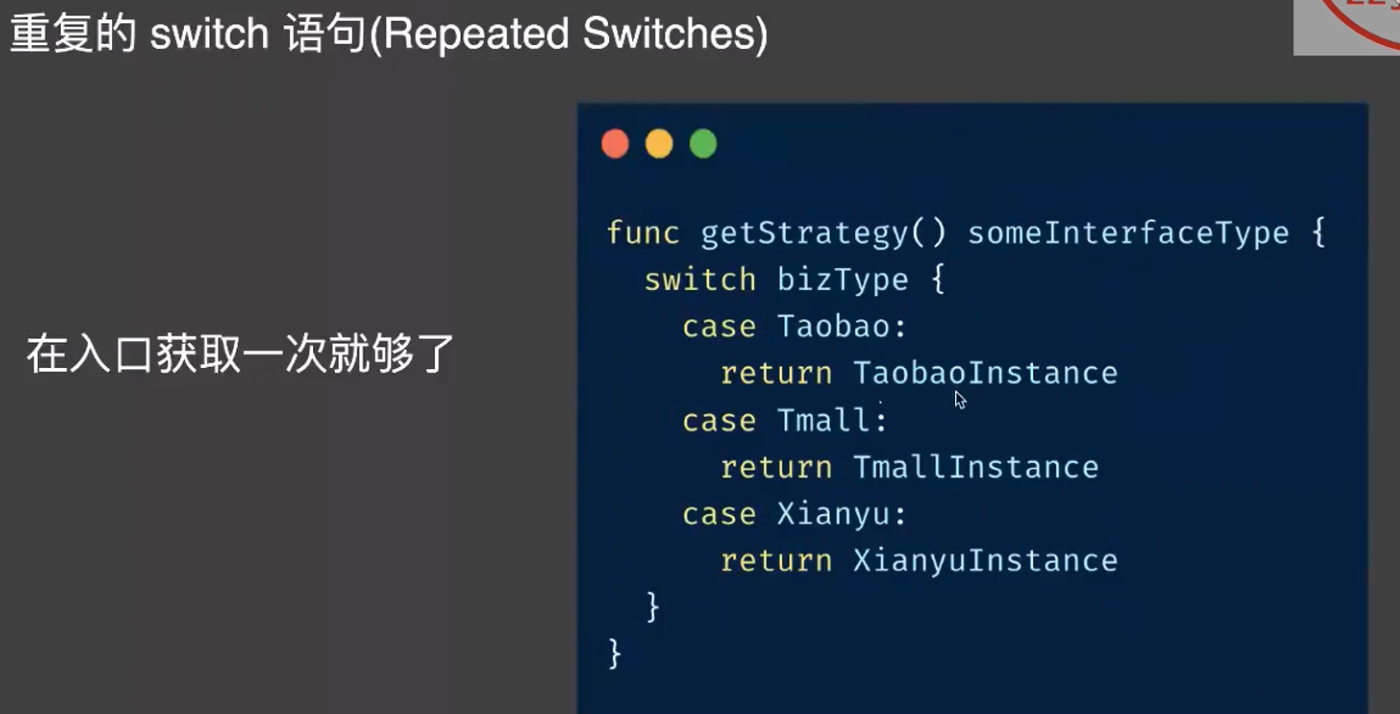 重复的 switch 语句(Repeated Switches)
在入口获取一次就够了
func getStrategy() someInterfaceType {
switch bizType {
case Taobao:
return TaobaoInstance
case Tmall:
return TmallInstance
case Xianyu:
return XianyuInstance
}
}